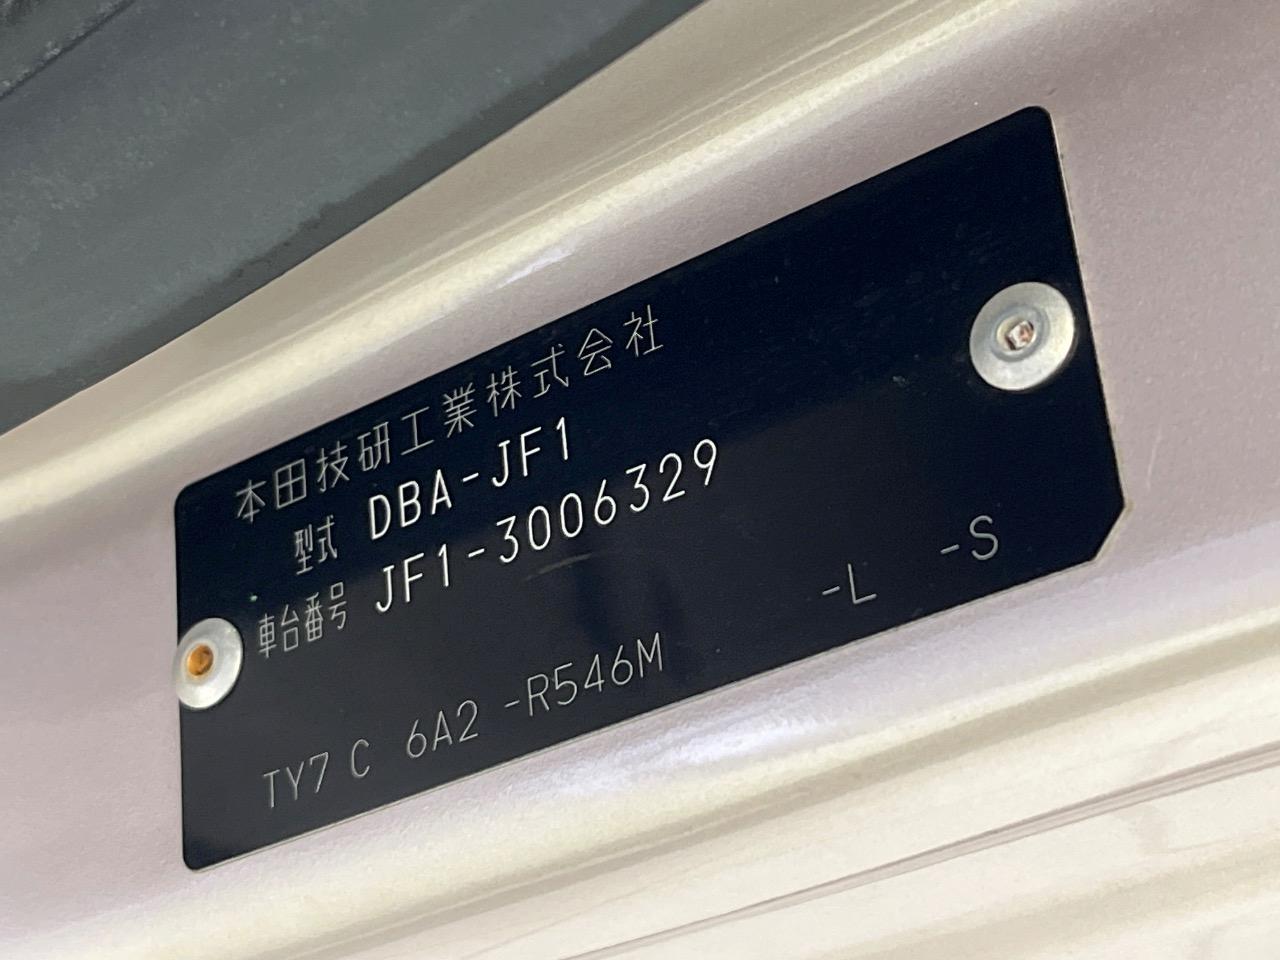 本田技研工業株式会社
型式 DBA-JF1
車台番号 JF1-3006329
TY7C 6A2 -R546M -L -S